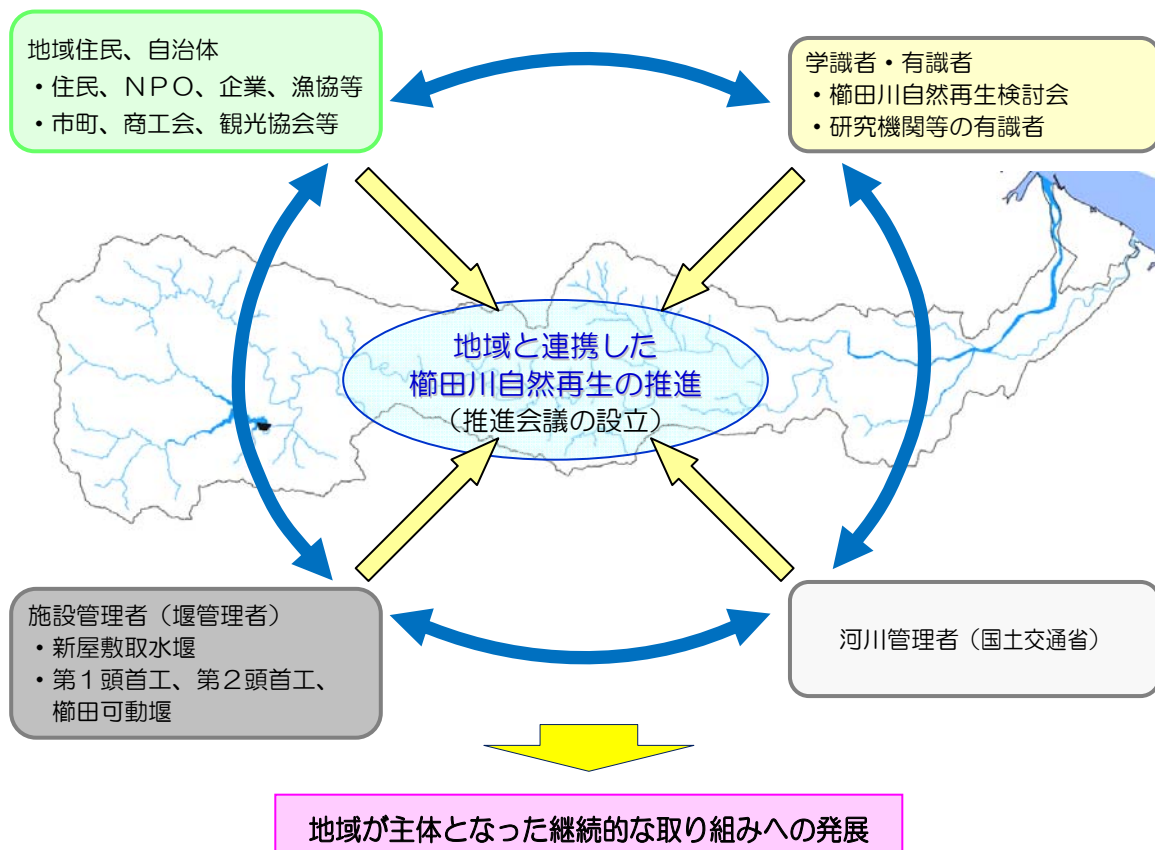 地域住民、自治体
・住民、ＮＰＯ、企業、漁協等
・市町、商工会、観光協会等
学識者・有識者
・櫛田川自然再生検討会
・研究機関等の有識者
地域と連携した
櫛田川自然再生の推進
（推進会議の設立）
施設管理者（堰管理者）
・新屋敷取水堰
・第１頭首工、第２頭首工、
櫛田可動堰
河川管理者（国土交通省）
地域が主体となった継続的な取り組みへの発展